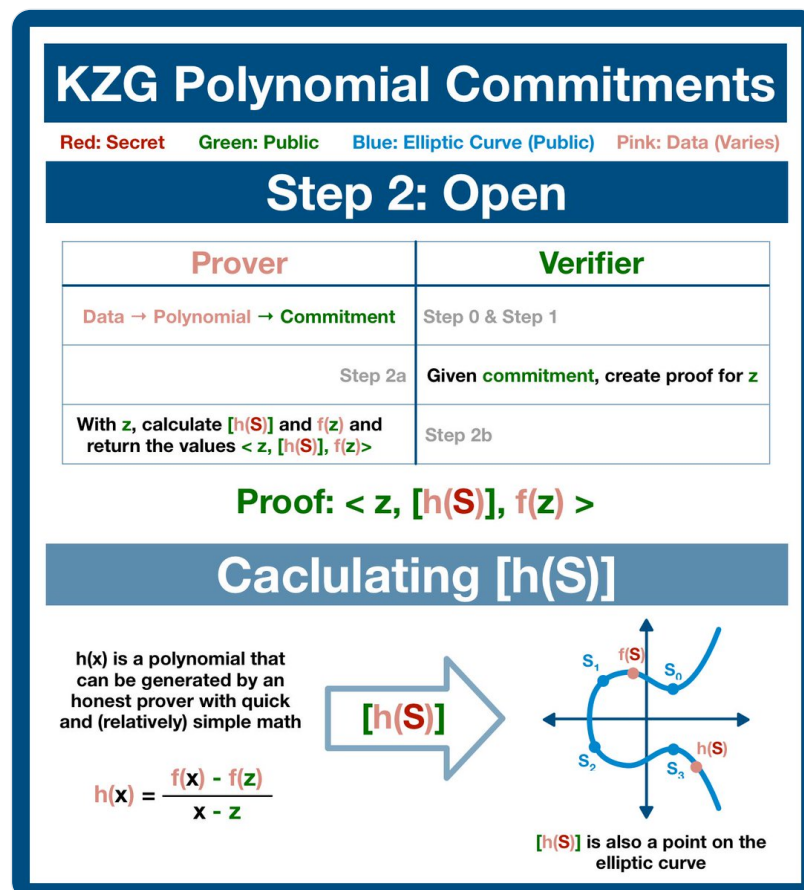 KZG Polynomial Commitments
Red: Secret Green: Public Blue: Elliptic Curve (Public) Pink: Data (Varies)
Step 2: Open
Prover Verifier
Data → Polynomial → Commitment Step 0 & Step 1
Step 2a Given commitment, create proof for z
With z, calculate [h(S)] and f(z) and
return the values < z, [h(S)], f(z)>
Step 2b
Proof: < z, [h(S)], f(z) >
Caclulating [h(S)]
h(x) is a polynomial that
can be generated by an
honest prover with quick
and (relatively) simple math
h(x) = f(x) - f(z)
x - z
[h(S)]
f(S)
S₁
S₀
S₂
S₃
h(S)
[h(S)] is also a point on the
elliptic curve